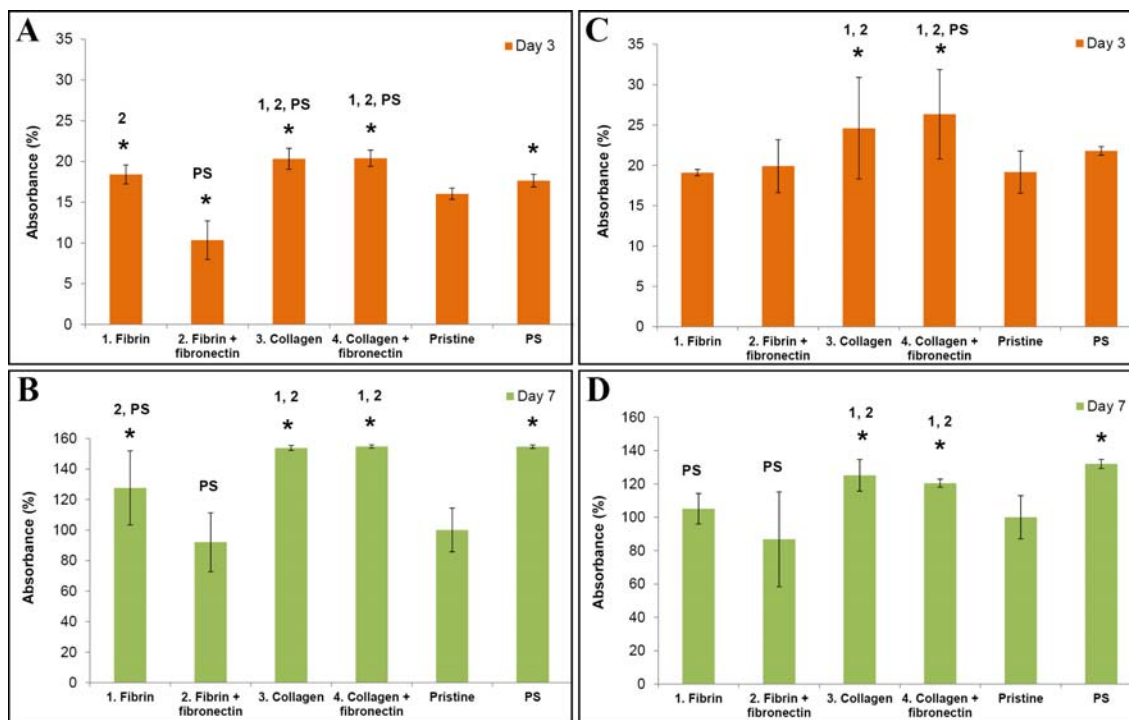 A
Day 3
Absorbance (%)
35
30
25
20
15
10
5
0
2
*
PS
*
1, 2, PS
*
1, 2, PS
*
*
1. Fibrin
2. Fibrin +
fibronectin
3. Collagen
4. Collagen +
fibronectin
Pristine
PS
C
Day 3
Absorbance (%)
35
30
25
20
15
10
5
0
1, 2
*
1, 2, PS
*
1. Fibrin
2. Fibrin +
fibronectin
3. Collagen
4. Collagen +
fibronectin
Pristine
PS
B
Day 7
Absorbance (%)
160
140
120
100
80
60
40
20
0
2, PS
*
PS
1, 2
*
1, 2
*
*
1. Fibrin
2. Fibrin +
fibronectin
3. Collagen
4. Collagen +
fibronectin
Pristine
PS
D
Day 7
Absorbance (%)
160
140
120
100
80
60
40
20
0
PS
PS
1, 2
*
1, 2
*
*
1. Fibrin
2. Fibrin +
fibronectin
3. Collagen
4. Collagen +
fibronectin
Pristine
PS